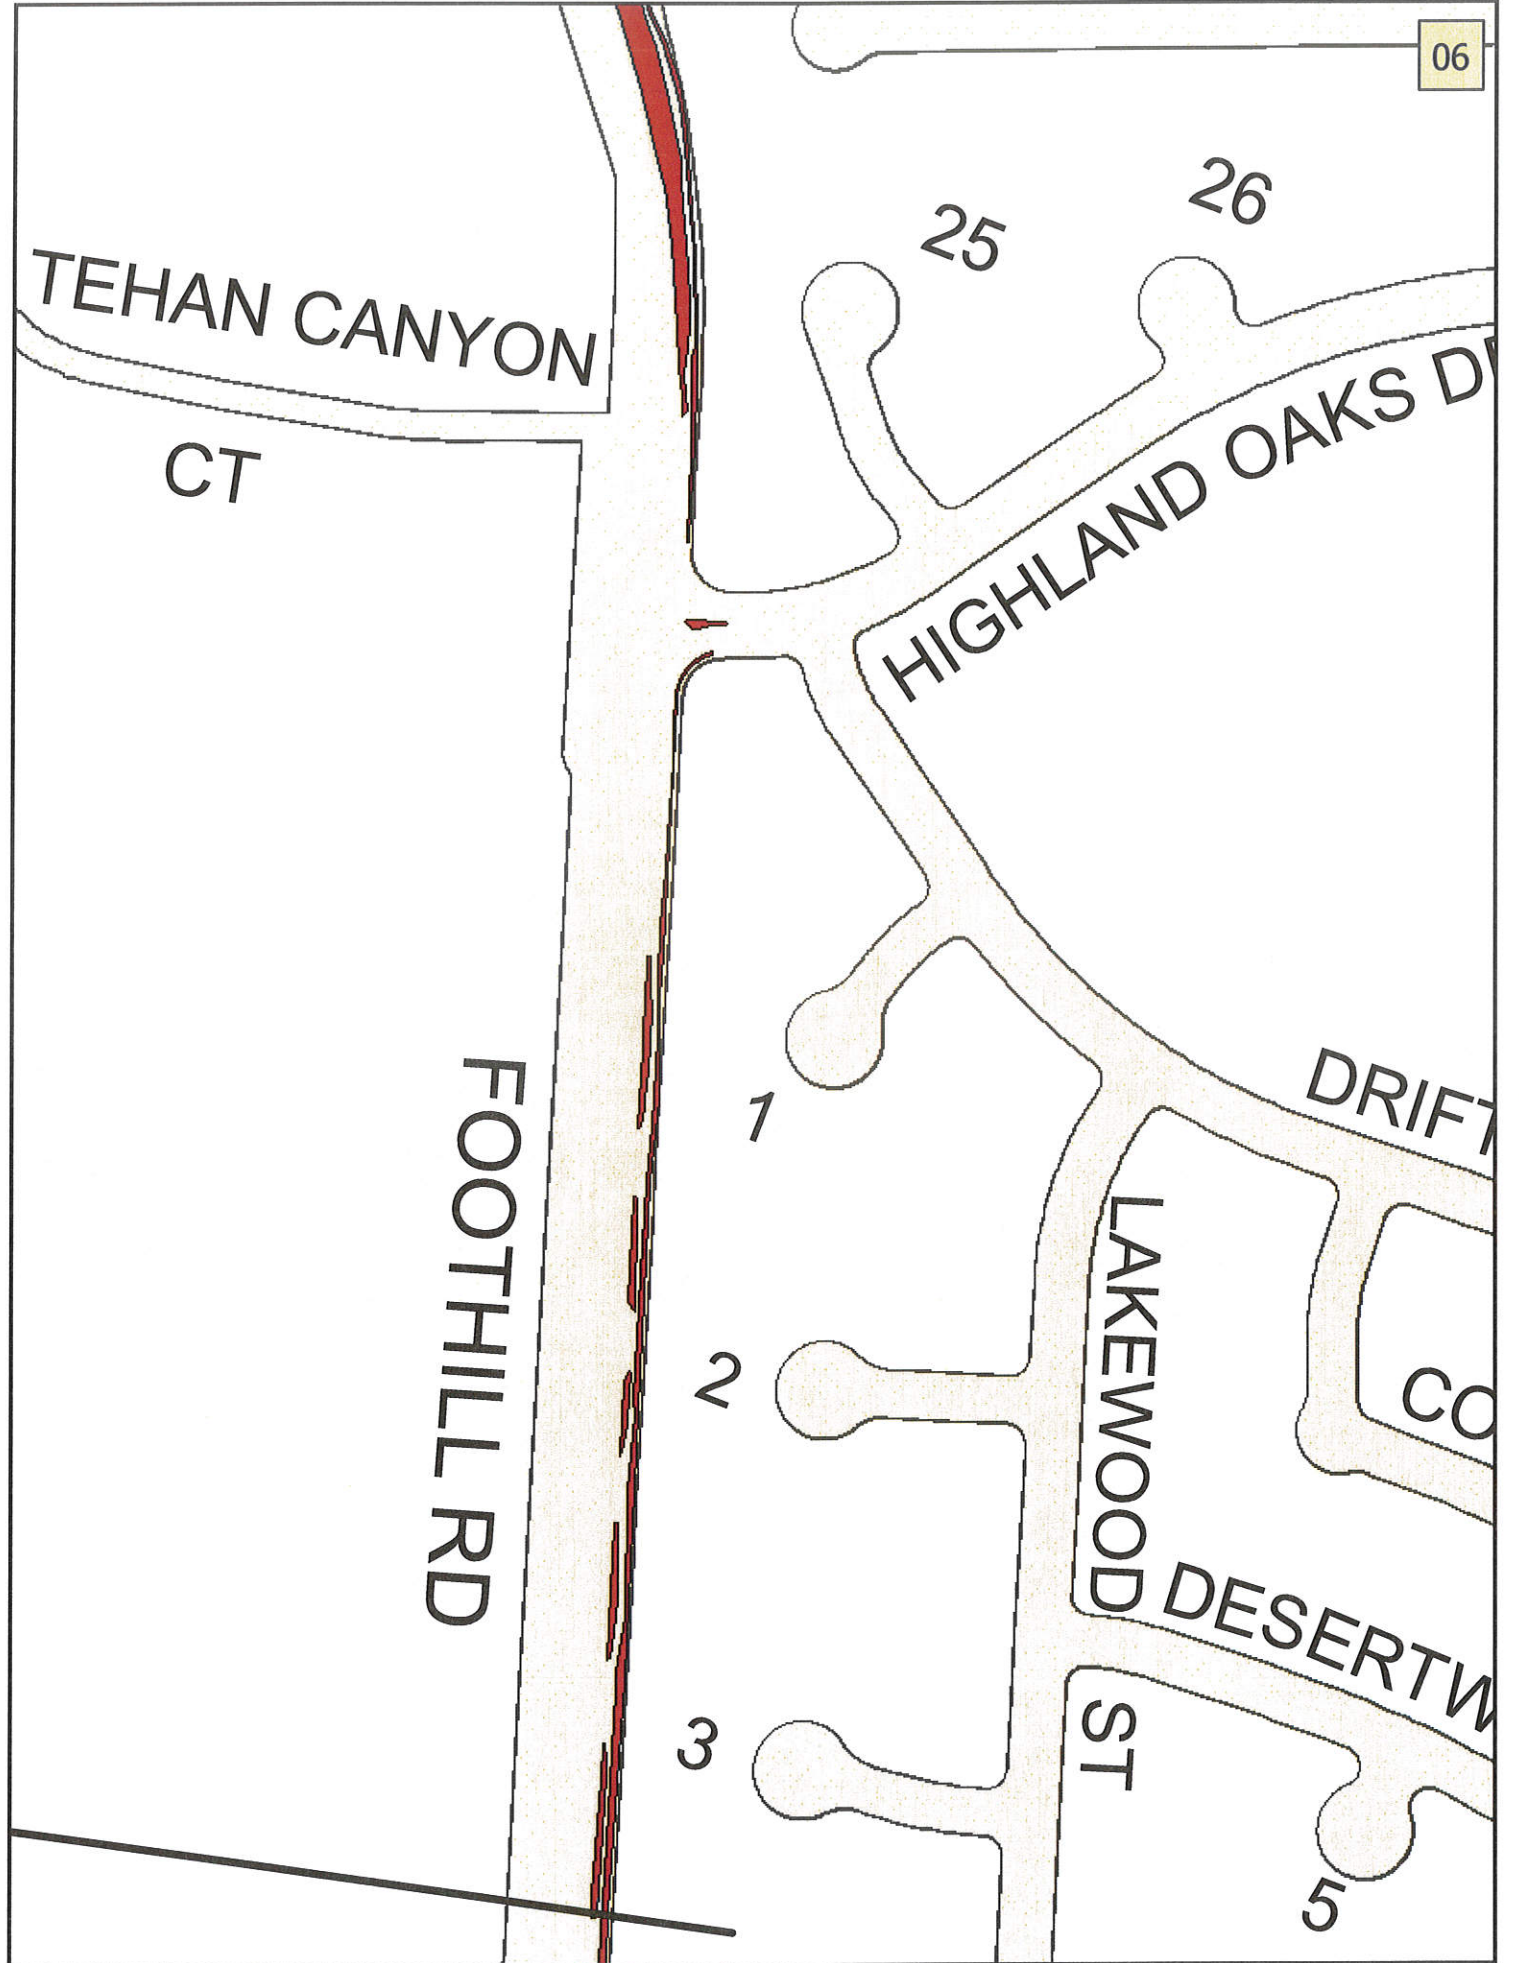 06
26
25
TEHAN CANYON
CT
HIGHLAND OAKS
FOOTHILL RD
1
DRIFT
LAKEWOOD
ST
2
CO
DESERTW
3
5